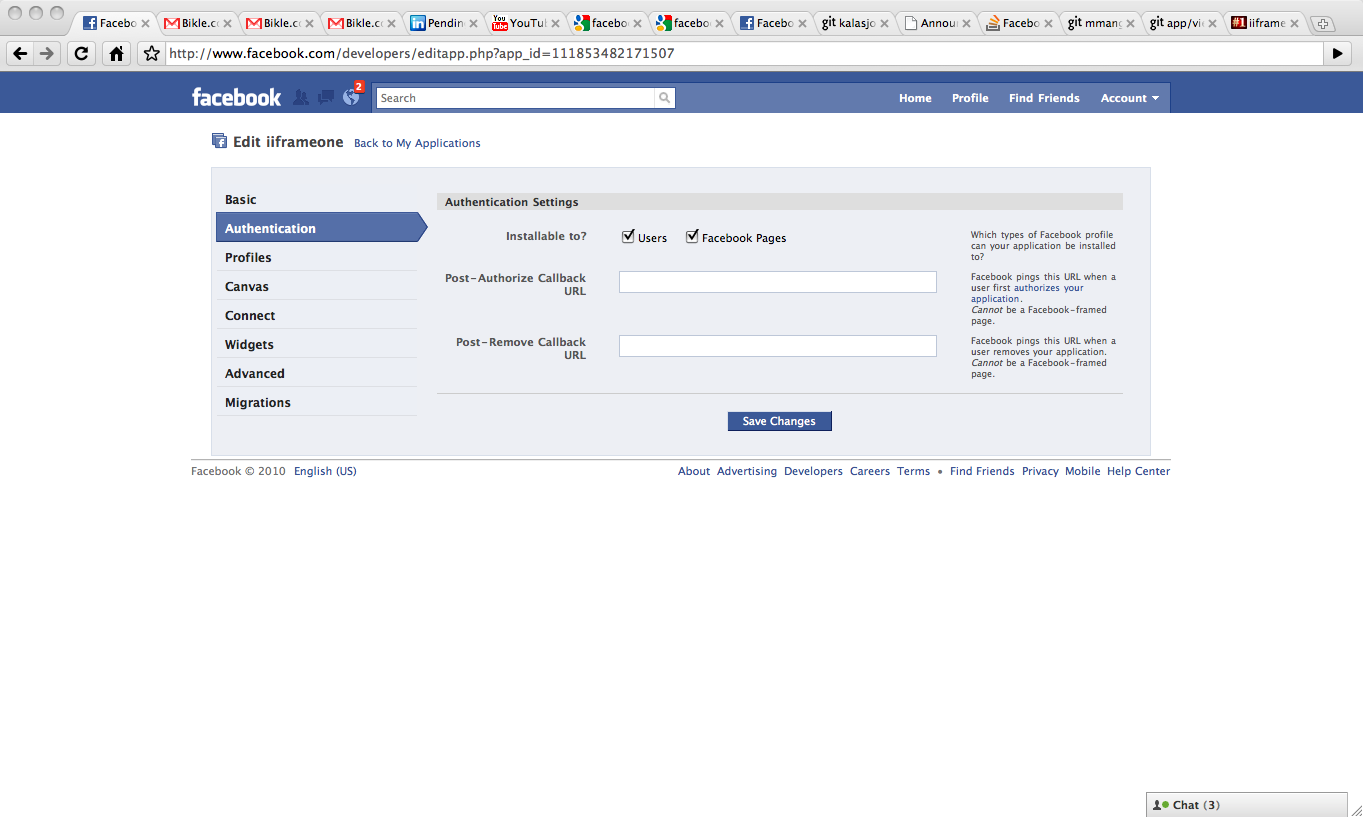 Facebo Bikle.co Bikle.co Bikle.co Pendin YouTub facebo facebo Facebo git kalasjo Annou Facebo git mmang git app/vie #1 iiframe
http://www.facebook.com/developers/editapp.php?app_id=111853482171507
facebook 2 Search Home Profile Find Friends Account
Edit iiframeone Back to My Applications
Basic
Authentication
Profiles
Canvas
Connect
Widgets
Advanced
Migrations
Authentication Settings
Installable to? Users Facebook Pages
Which types of Facebook profile
can your application be installed
to?
Post-Authorize Callback
URL
Facebook pings this URL when a
user first authorizes your
application.
Cannot be a Facebook-framed
page.
Post-Remove Callback
URL
Facebook pings this URL when a
user removes your application.
Cannot be a Facebook-framed
page.
Save Changes
Facebook © 2010 English (US) About Advertising Developers Careers Terms • Find Friends Privacy Mobile Help Center
Chat (3)